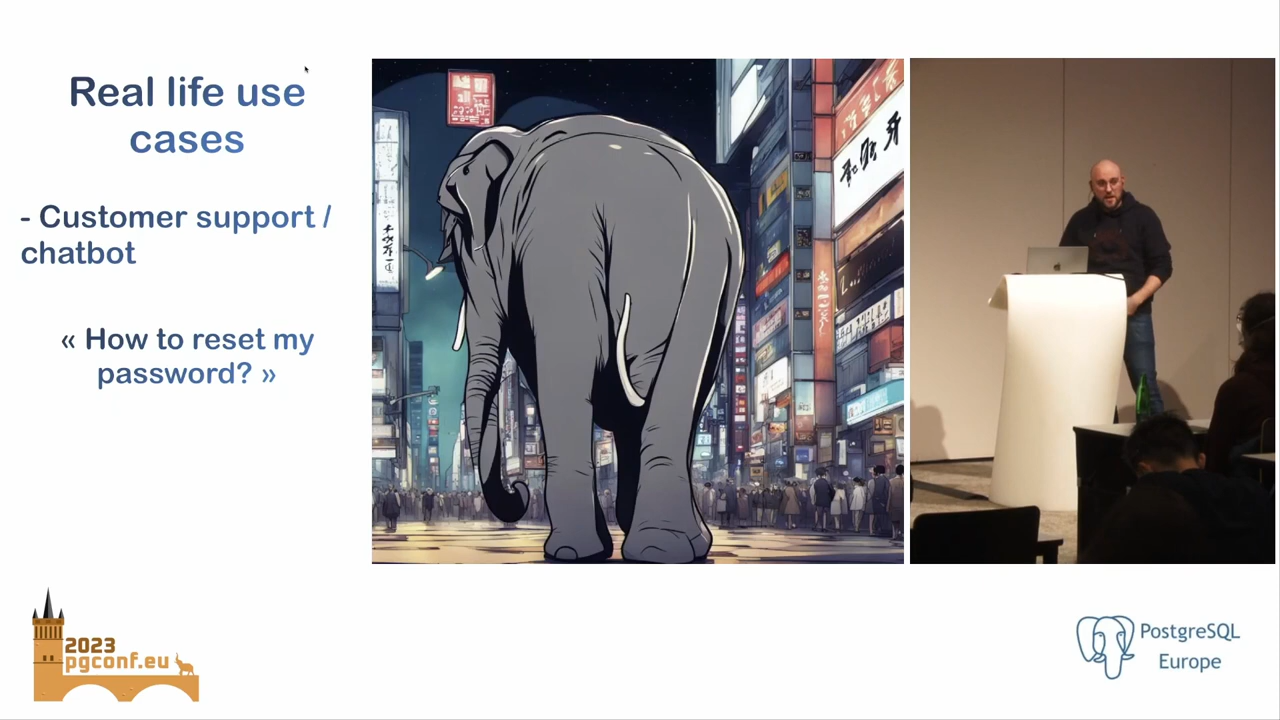 Real life use
cases
- Customer support /
chatbot
« How to reset my
password? »
2023
pgconf.eu
PostgreSQL
Europe